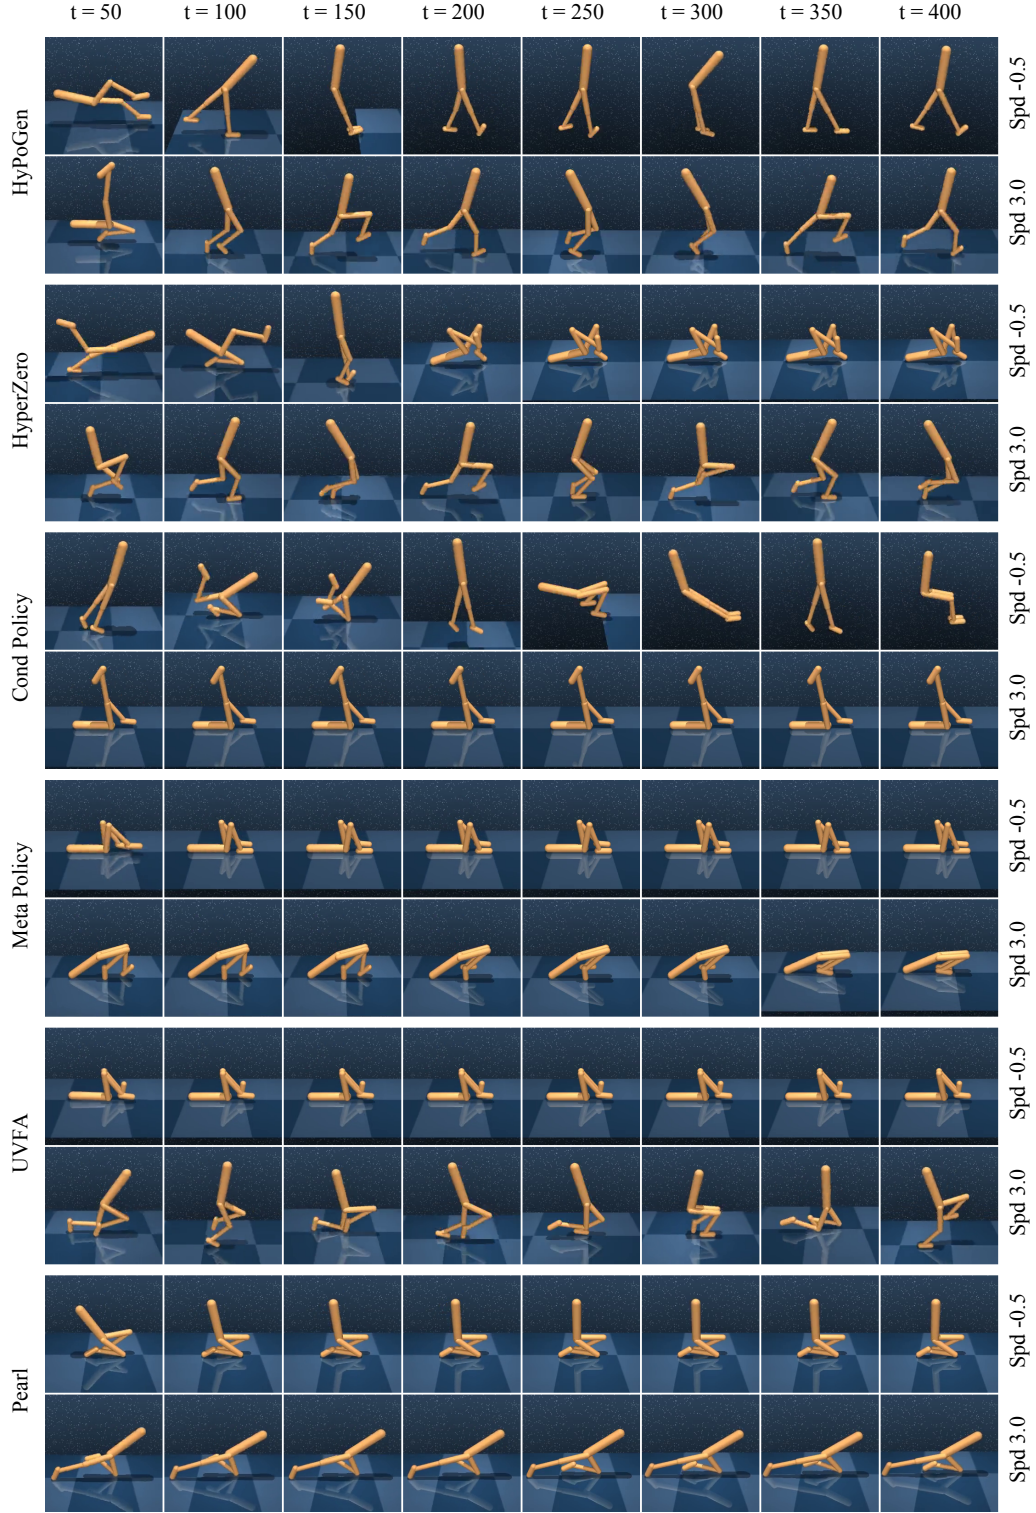 t = 50 t = 100 t = 150 t = 200 t = 250 t = 300 t = 350 t = 400
HyPoGen
Spd -0.5
Spd 3.0
HyperZero
Spd -0.5
Spd 3.0
Cond Policy
Spd -0.5
Spd 3.0
Meta Policy
Spd -0.5
Spd 3.0
UVFA
Spd -0.5
Spd 3.0
Pearl
Spd -0.5
Spd 3.0